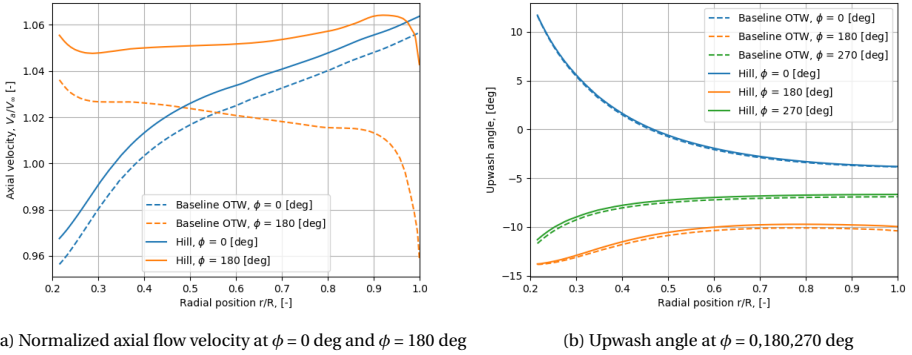 1.06
1.04
1.02
1.00
0.98
0.96
Axial velocity, Va/V∞ [-]
Baseline OTW, ϕ = 0 [deg]
Baseline OTW, ϕ = 180 [deg]
Hill, ϕ = 0 [deg]
Hill, ϕ = 180 [deg]
0.2 0.3 0.4 0.5 0.6 0.7 0.8 0.9 1.0
Radial position r/R, [-]
a) Normalized axial flow velocity at ϕ = 0 deg and ϕ = 180 deg
10
5
0
−5
−10
−15
Upwash angle, [deg]
Baseline OTW, ϕ = 0 [deg]
Baseline OTW, ϕ = 180 [deg]
Baseline OTW, ϕ = 270 [deg]
Hill, ϕ = 0 [deg]
Hill, ϕ = 180 [deg]
Hill, ϕ = 270 [deg]
0.2 0.3 0.4 0.5 0.6 0.7 0.8 0.9 1.0
Radial position r/R, [-]
(b) Upwash angle at ϕ = 0,180,270 deg